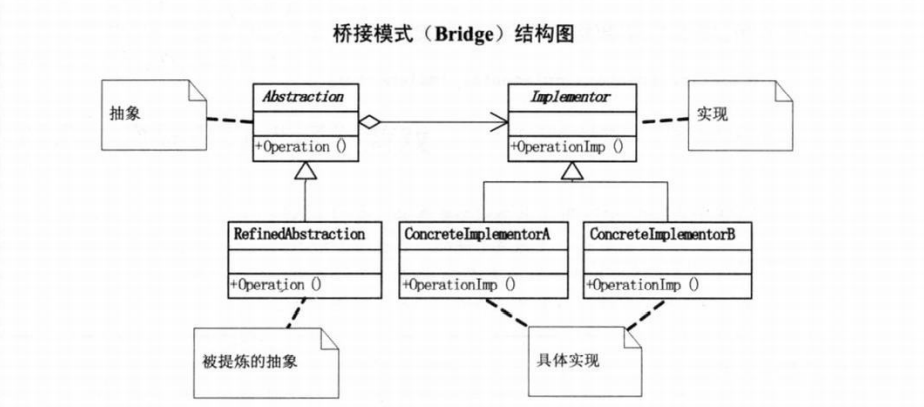 桥接模式（Bridge）结构图
抽象
Abstraction
+Operation ()
Implementor
+OperationImp ()
实现
RefinedAbstraction
+Operation ()
ConcreteImplementorA
+OperationImp ()
ConcreteImplementorB
+OperationImp ()
被提炼的抽象
具体实现